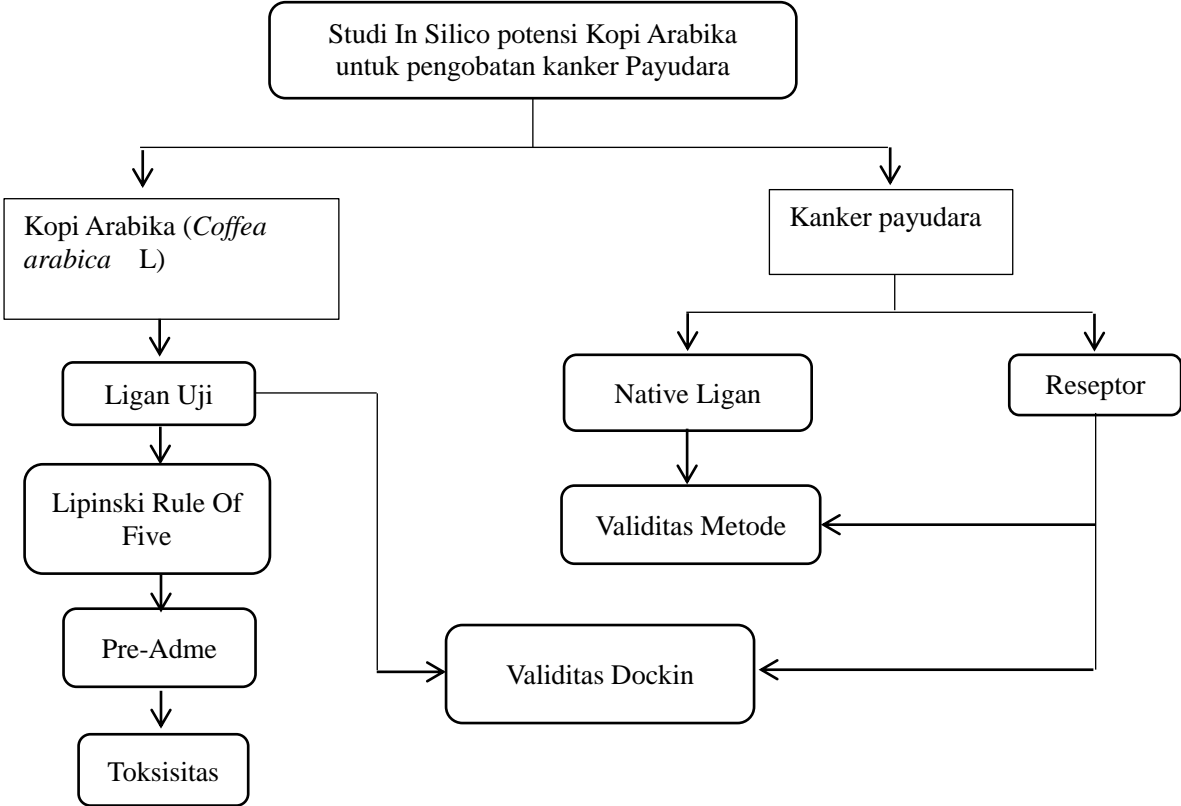 Studi In Silico potensi Kopi Arabika
untuk pengobatan kanker Payudara
Kopi Arabika (Coffea
arabica L)
Kanker payudara
Ligan Uji
Native Ligan
Reseptor
Lipinski Rule Of
Five
Validitas Metode
Pre-Adme
Validitas Dockin
Toksisitas